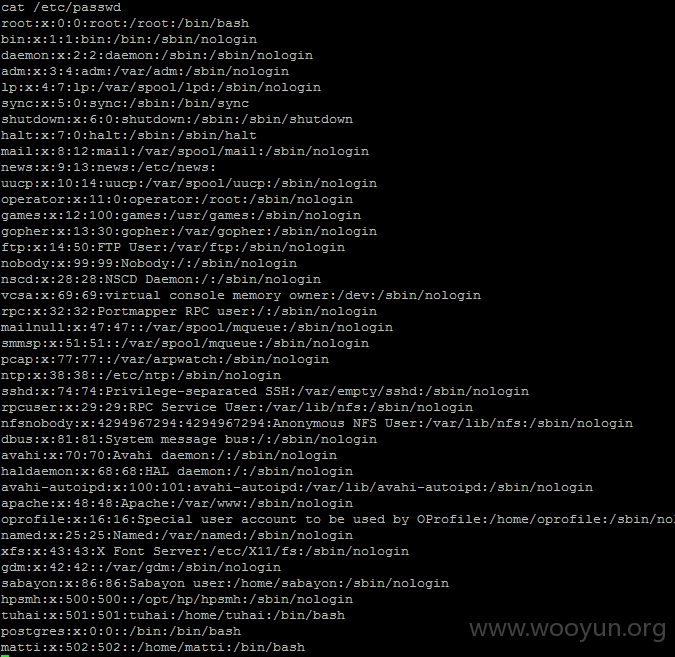 cat /etc/passwd
root:x:0:0:root:/root:/bin/bash
bin:x:1:1:bin:/bin:/sbin/nologin
daemon:x:2:2:daemon:/sbin:/sbin/nologin
adm:x:3:4:adm:/var/adm:/sbin/nologin
lp:x:4:7:lp:/var/spool/lpd:/sbin/nologin
sync:x:5:0:sync:/sbin:/bin/sync
shutdown:x:6:0:shutdown:/sbin:/sbin/shutdown
halt:x:7:0:halt:/sbin:/sbin/halt
mail:x:8:12:mail:/var/spool/mail:/sbin/nologin
news:x:9:13:news:/etc/news:
uucp:x:10:14:uucp:/var/spool/uucp:/sbin/nologin
operator:x:11:0:operator:/root:/sbin/nologin
games:x:12:100:games:/usr/games:/sbin/nologin
gopher:x:13:30:gopher:/var/gopher:/sbin/nologin
ftp:x:14:50:FTP User:/var/ftp:/sbin/nologin
nobody:x:99:99:Nobody:/:/sbin/nologin
nscd:x:28:28:NSCD Daemon:/:/sbin/nologin
vcsa:x:69:69:virtual console memory owner:/dev:/sbin/nologin
rpc:x:32:32:Portmapper RPC user:/:/sbin/nologin
mailnull:x:47:47::/var/spool/mqueue:/sbin/nologin
smmsp:x:51:51::/var/spool/mqueue:/sbin/nologin
pcap:x:77:77::/var/arpwatch:/sbin/nologin
ntp:x:38:38::/etc/ntp:/sbin/nologin
sshd:x:74:74:Privilege-separated SSH:/var/empty/sshd:/sbin/nologin
rpcuser:x:29:29:RPC Service User:/var/lib/nfs:/sbin/nologin
nfsnobody:x:4294967294:4294967294:Anonymous NFS User:/var/lib/nfs:/sbin/nologin
dbus:x:81:81:System message bus:/:/sbin/nologin
avahi:x:70:70:Avahi daemon:/:/sbin/nologin
haldaemon:x:68:68:HAL daemon:/:/sbin/nologin
avahi-autoipd:x:100:101:avahi-autoipd:/var/lib/avahi-autoipd:/sbin/nologin
apache:x:48:48:Apache:/var/www:/sbin/nologin
oprofile:x:16:16:Special user account to be used by OProfile:/home/oprofile:/sbin/nol
named:x:25:25:Named:/var/named:/sbin/nologin
xfs:x:43:43:X Font Server:/etc/X11/fs:/sbin/nologin
gdm:x:42:42::/var/gdm:/sbin/nologin
sabayon:x:86:86:Sabayon user:/home/sabayon:/sbin/nologin
hpsmh:x:500:500::/opt/hp/hpsmh:/sbin/nologin
tuhai:x:501:501:tuhai:/home/tuhai:/bin/bash
postgres:x:0:0::/bin:/bin/bash
matti:x:502:502::/home/matti:/bin/bash
www.wooyun.org